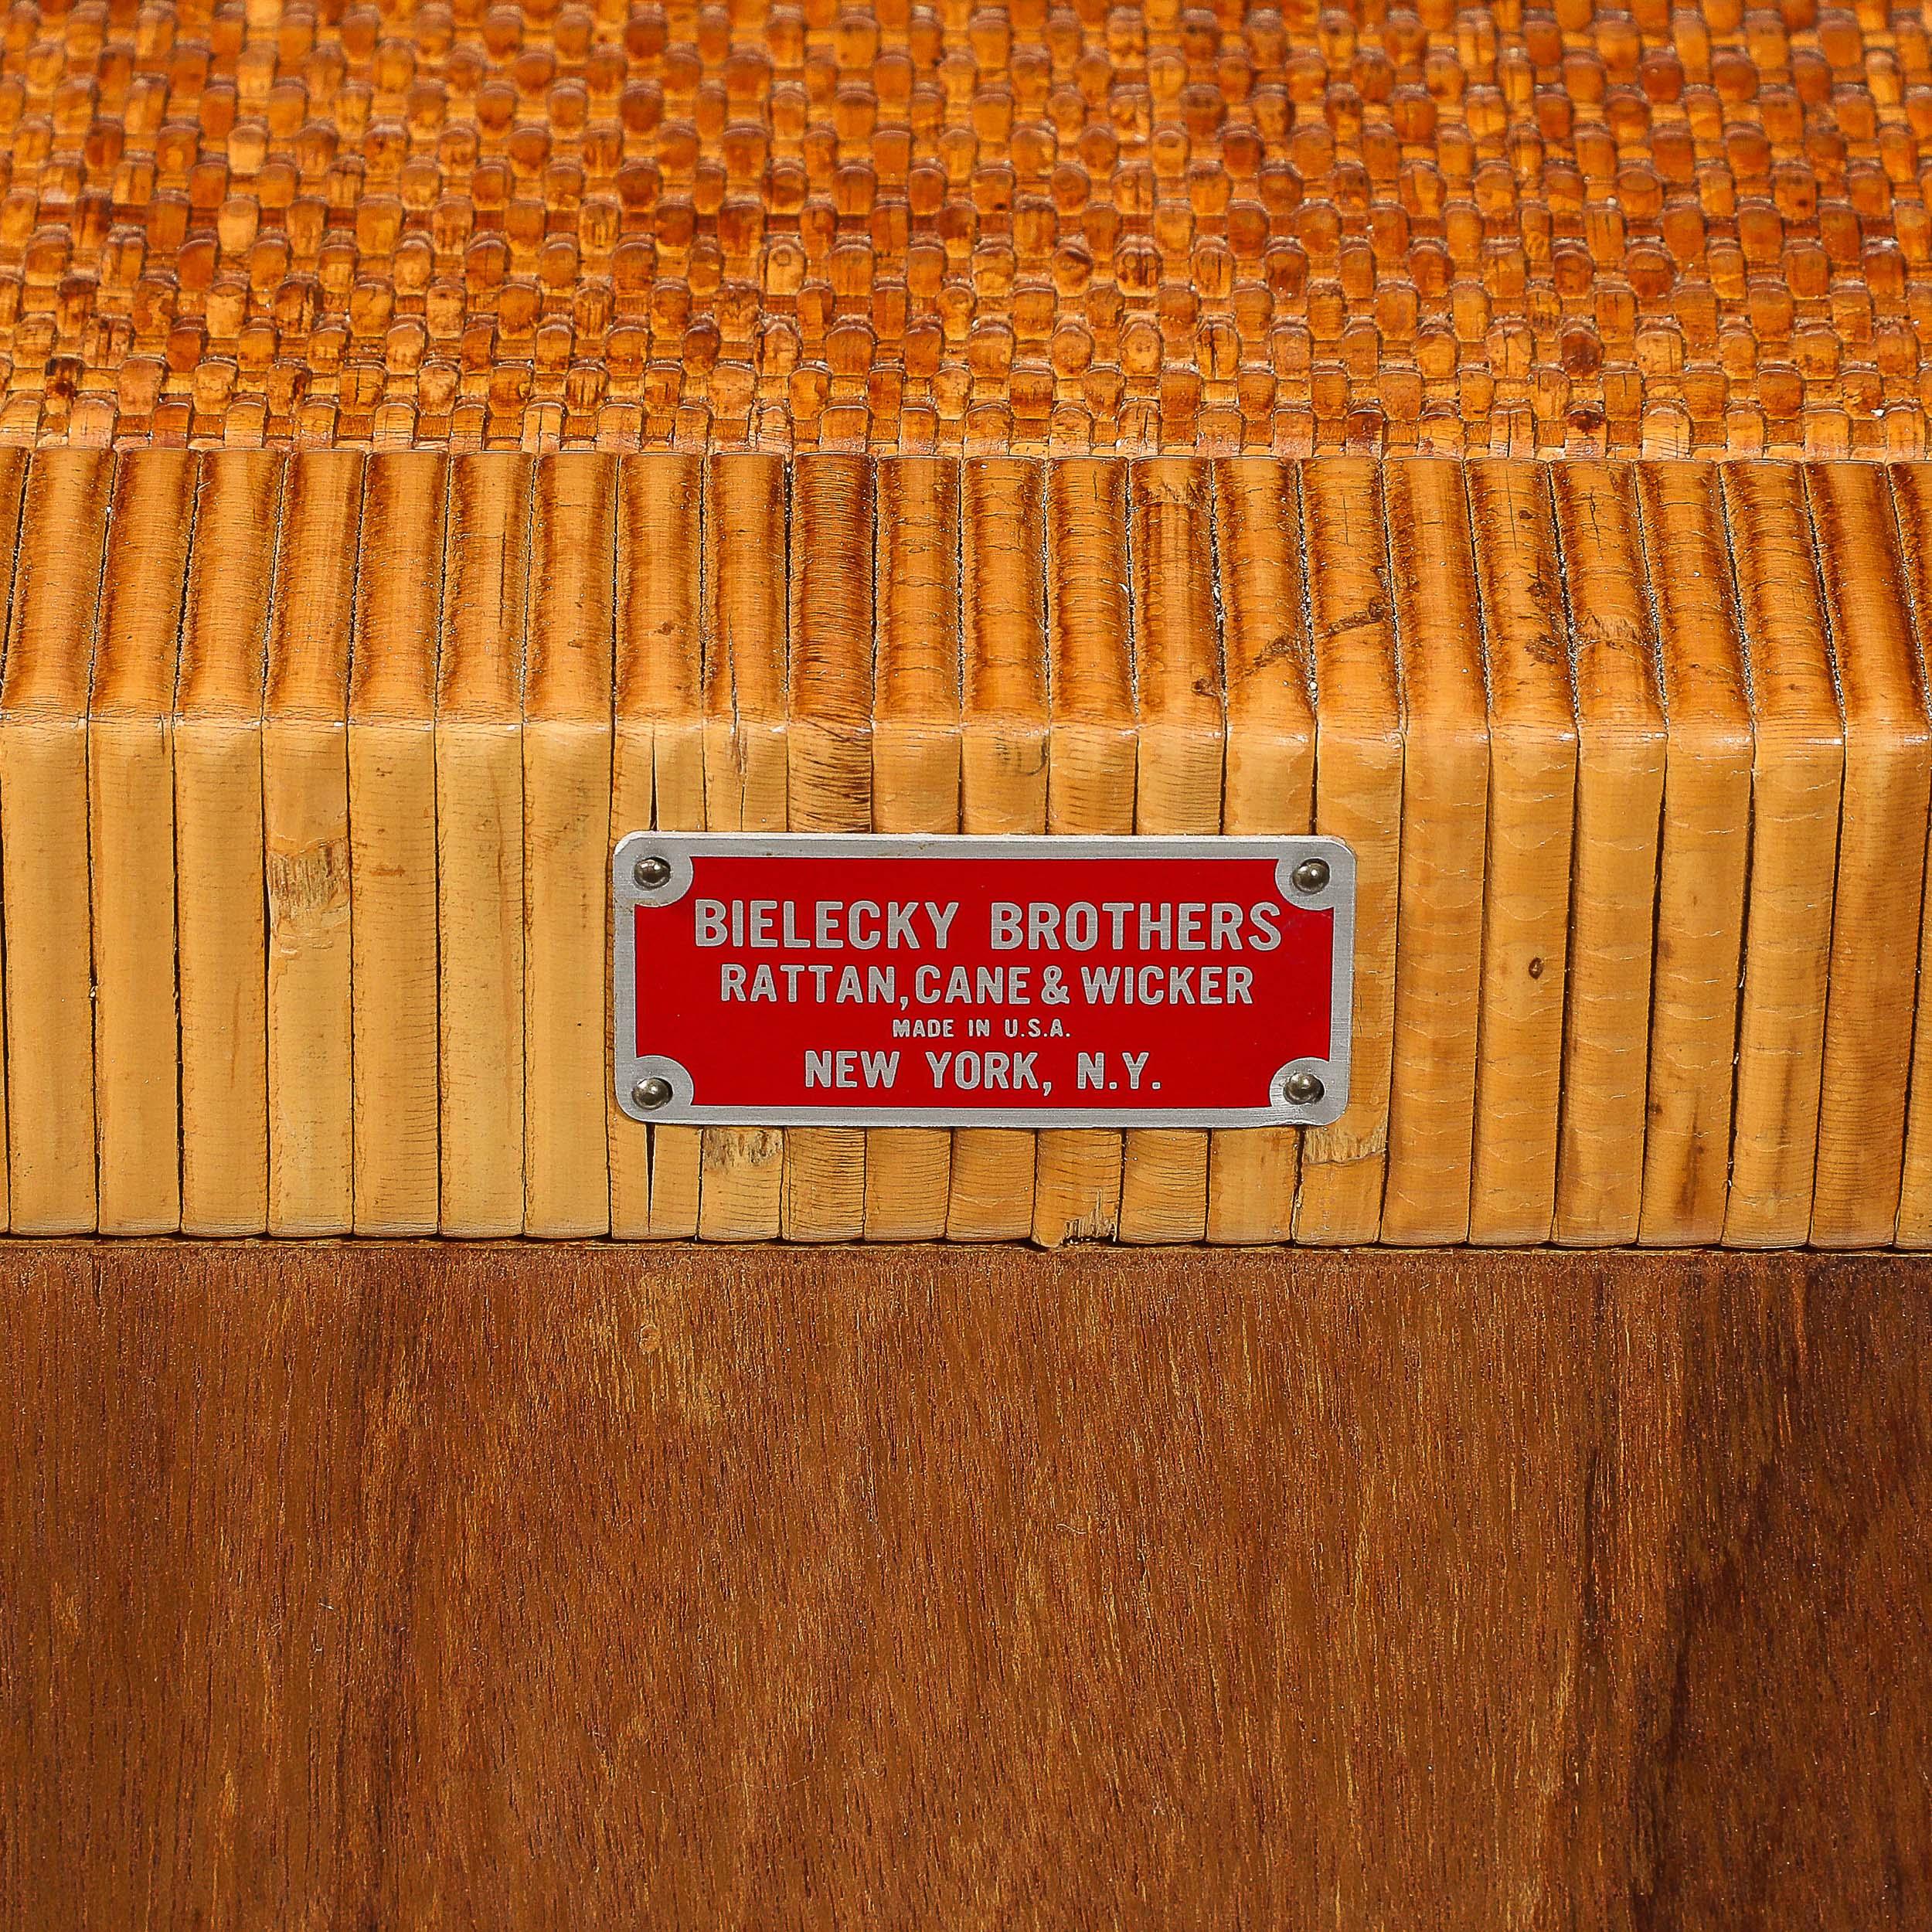 BIELECKY BROTHERS
RATTAN, CANE & WICKER
MADE IN U.S.A.
NEW YORK, N.Y.